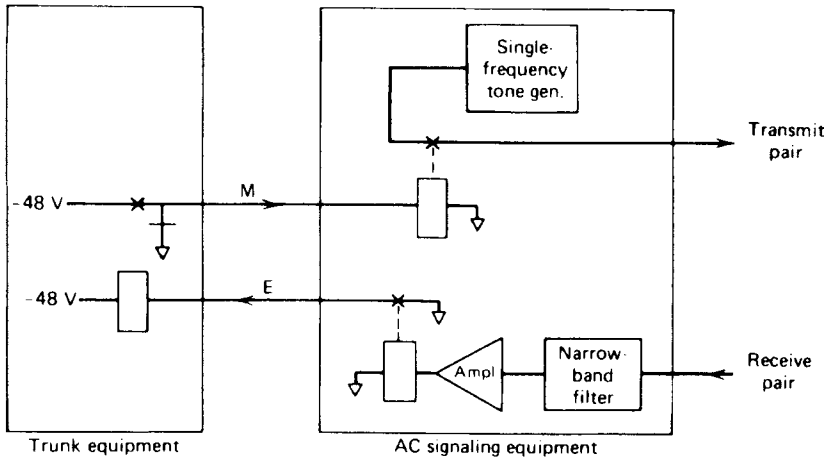 Single-
frequency
tone gen.
Transmit
pair
-48 V
M
-48 V
E
Ampl
Narrow-
band
filter
Receive
pair
Trunk equipment
AC signaling equipment